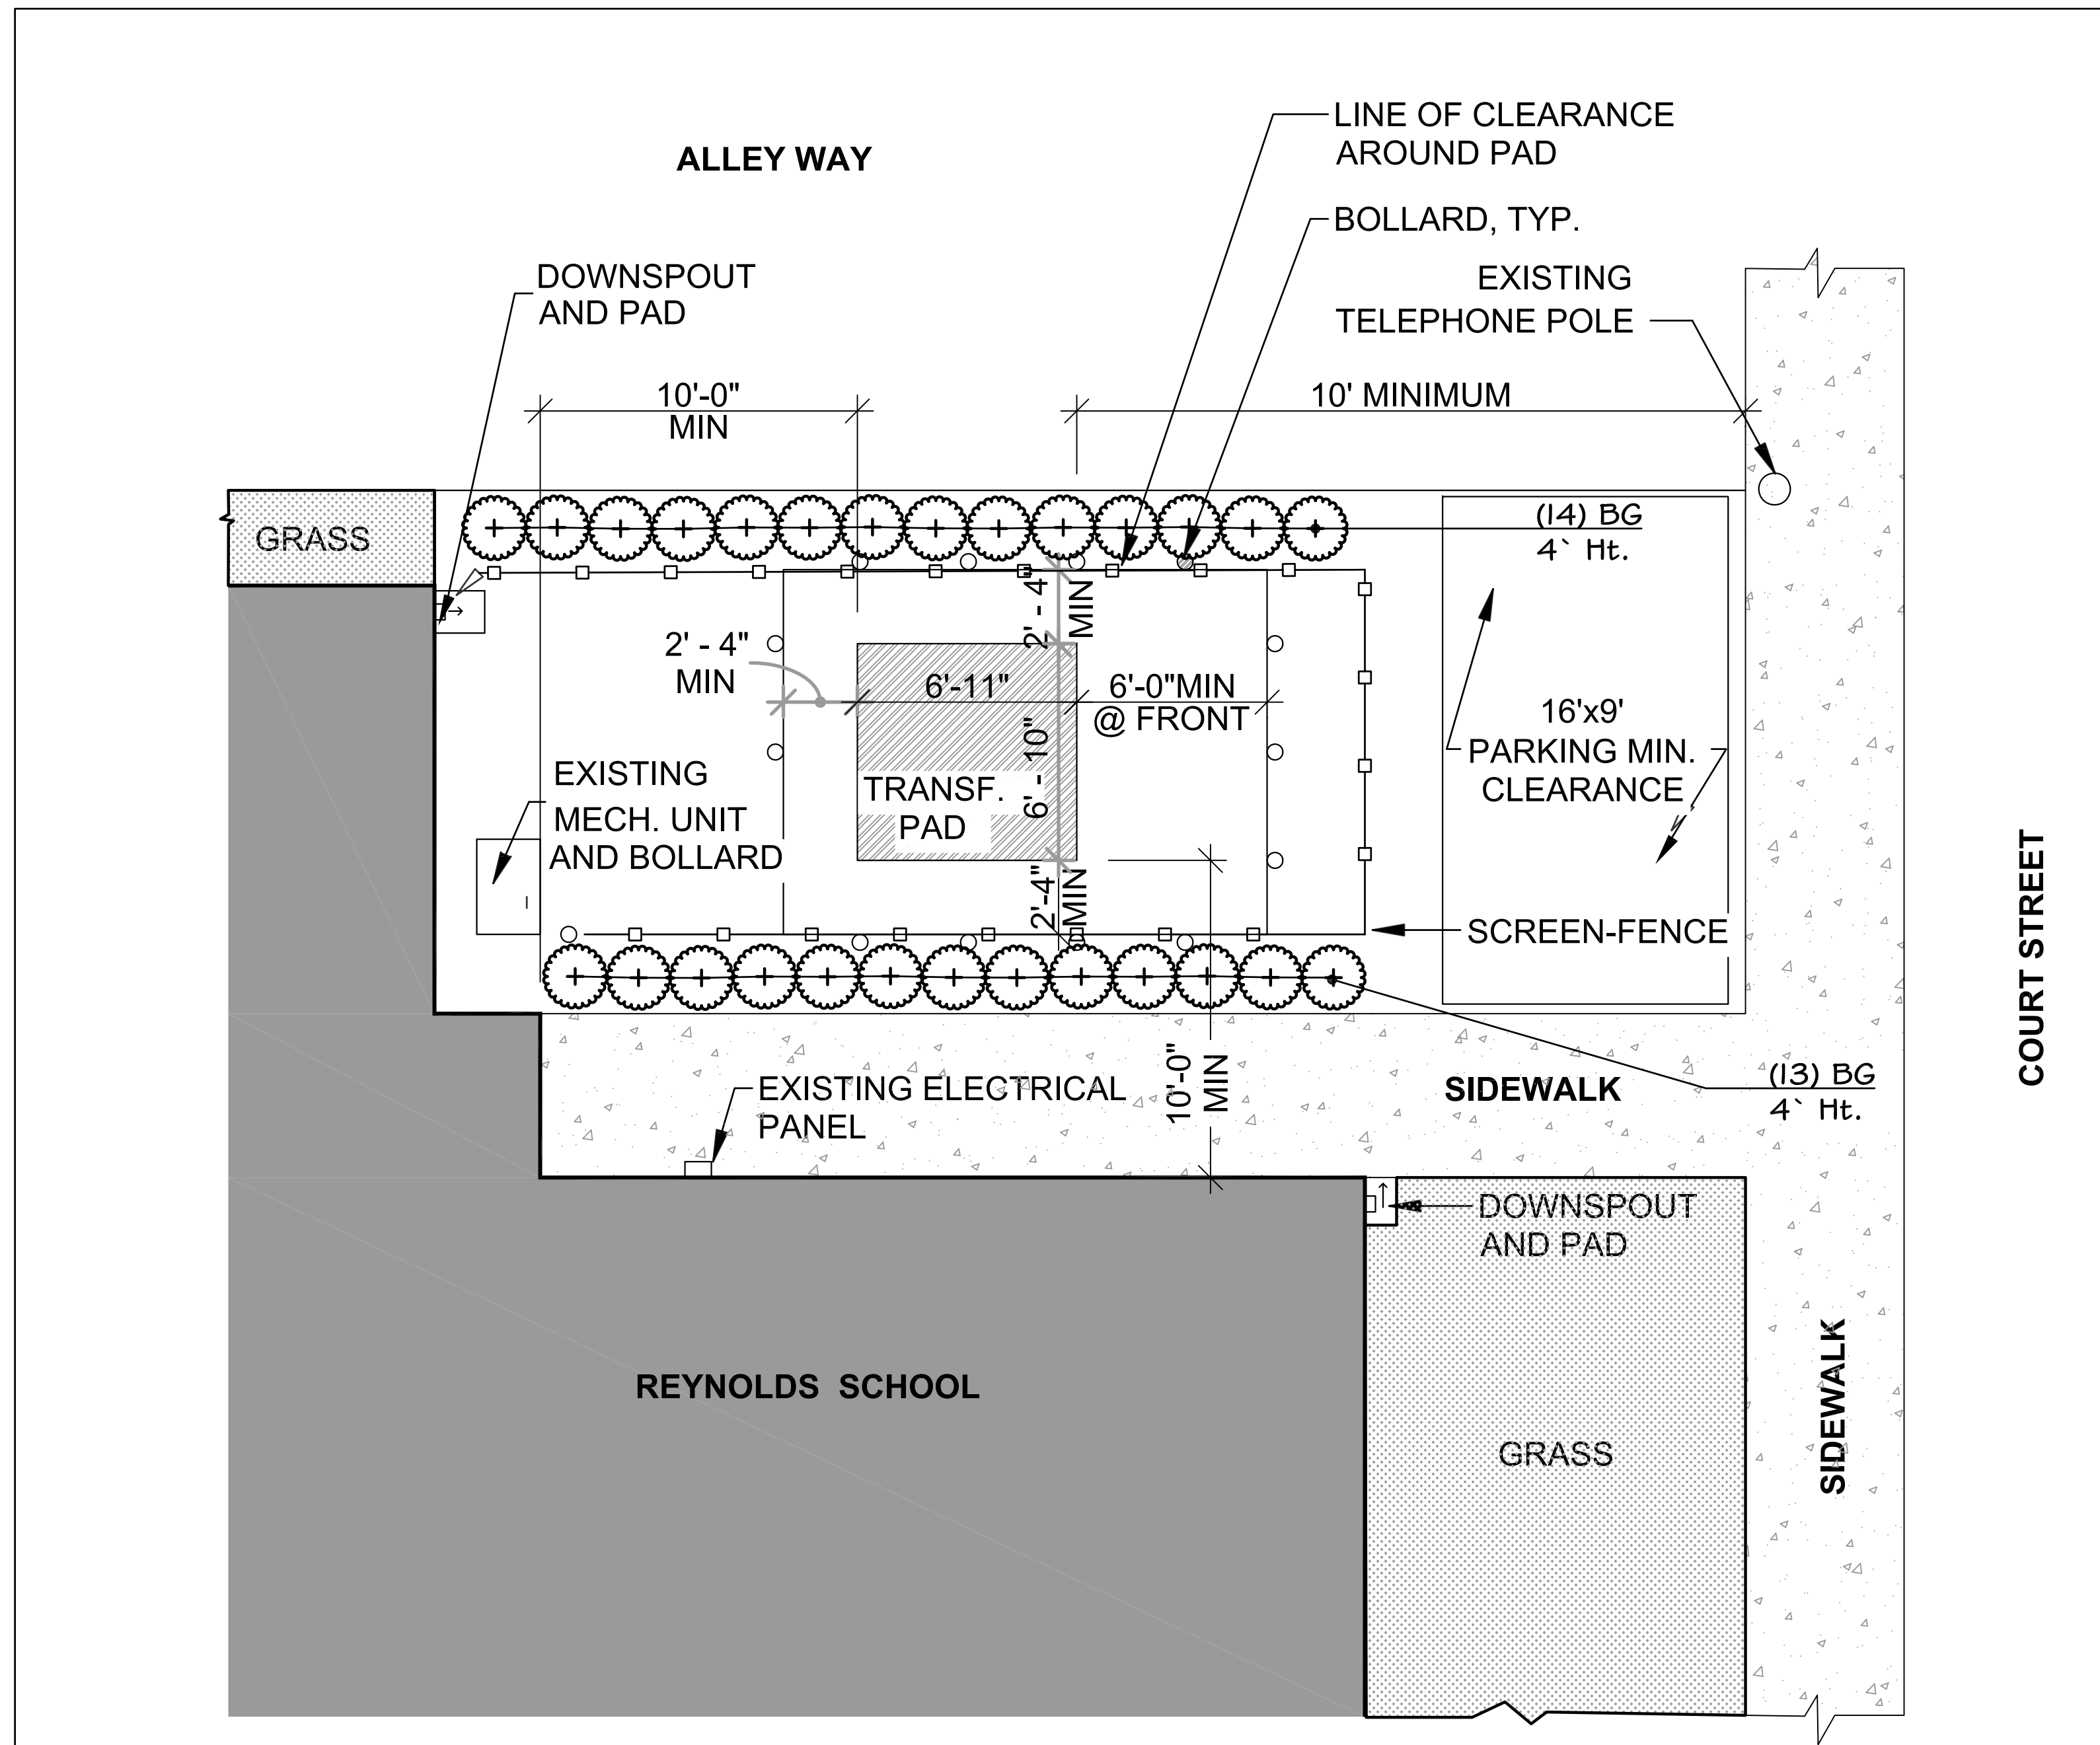 LINE OF CLEARANCE
AROUND PAD
ALLEY WAY
BOLLARD, TYP.
DOWNSPOUT
AND PAD
EXISTING
TELEPHONE POLE
10'-0"
MIN
10' MINIMUM
GRASS
(14) BG
4` Ht.
2' - 4"
MIN
2' - 4"
MIN
6'-11"
6'-0"MIN
@ FRONT
6' - 10"
16'x9'
PARKING MIN.
CLEARANCE
TRANSF.
PAD
EXISTING
MECH. UNIT
AND BOLLARD
2'-4"
MIN
SCREEN-FENCE
COURT STREET
10'-0"
MIN
EXISTING ELECTRICAL
PANEL
SIDEWALK
(13) BG
4` Ht.
DOWNSPOUT
AND PAD
REYNOLDS SCHOOL
GRASS
SIDEWALK